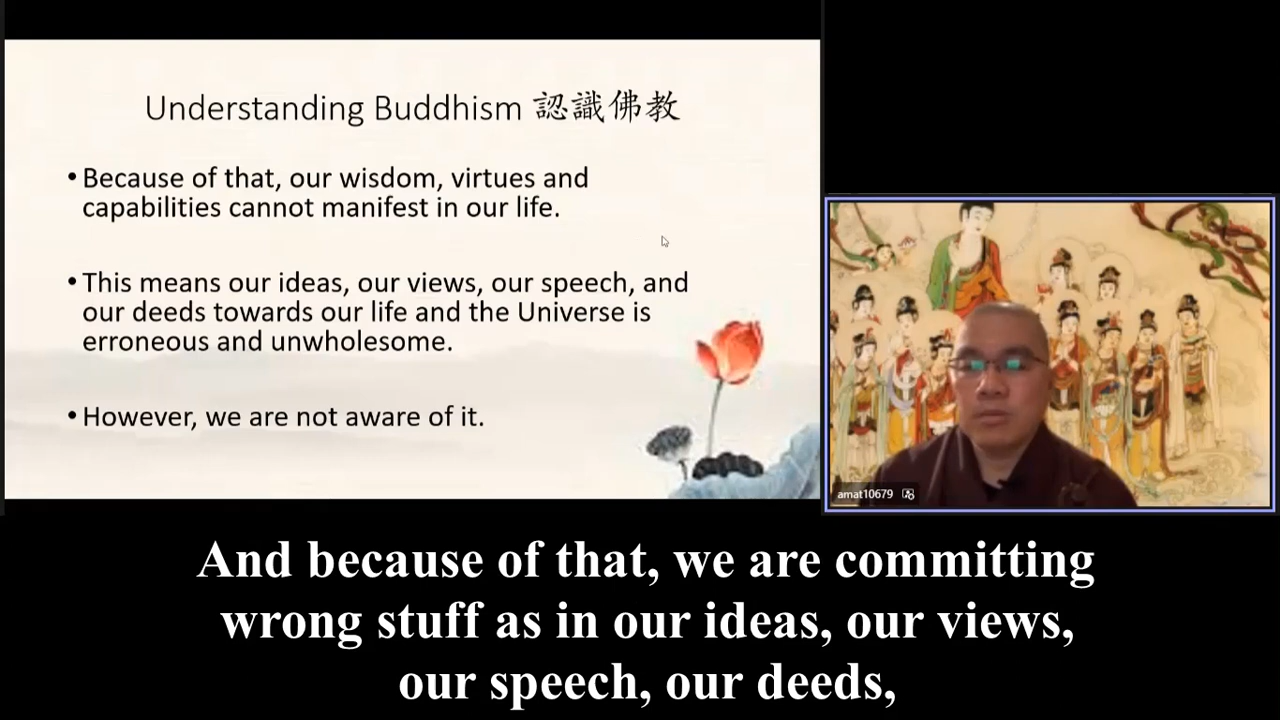 Understanding Buddhism 認識佛教
•Because of that, our wisdom, virtues and
capabilities cannot manifest in our life.
•This means our ideas, our views, our speech, and
our deeds towards our life and the Universe is
erroneous and unwholesome.
•However, we are not aware of it.
amat10679
And because of that, we are committing
wrong stuff as in our ideas, our views,
our speech, our deeds,